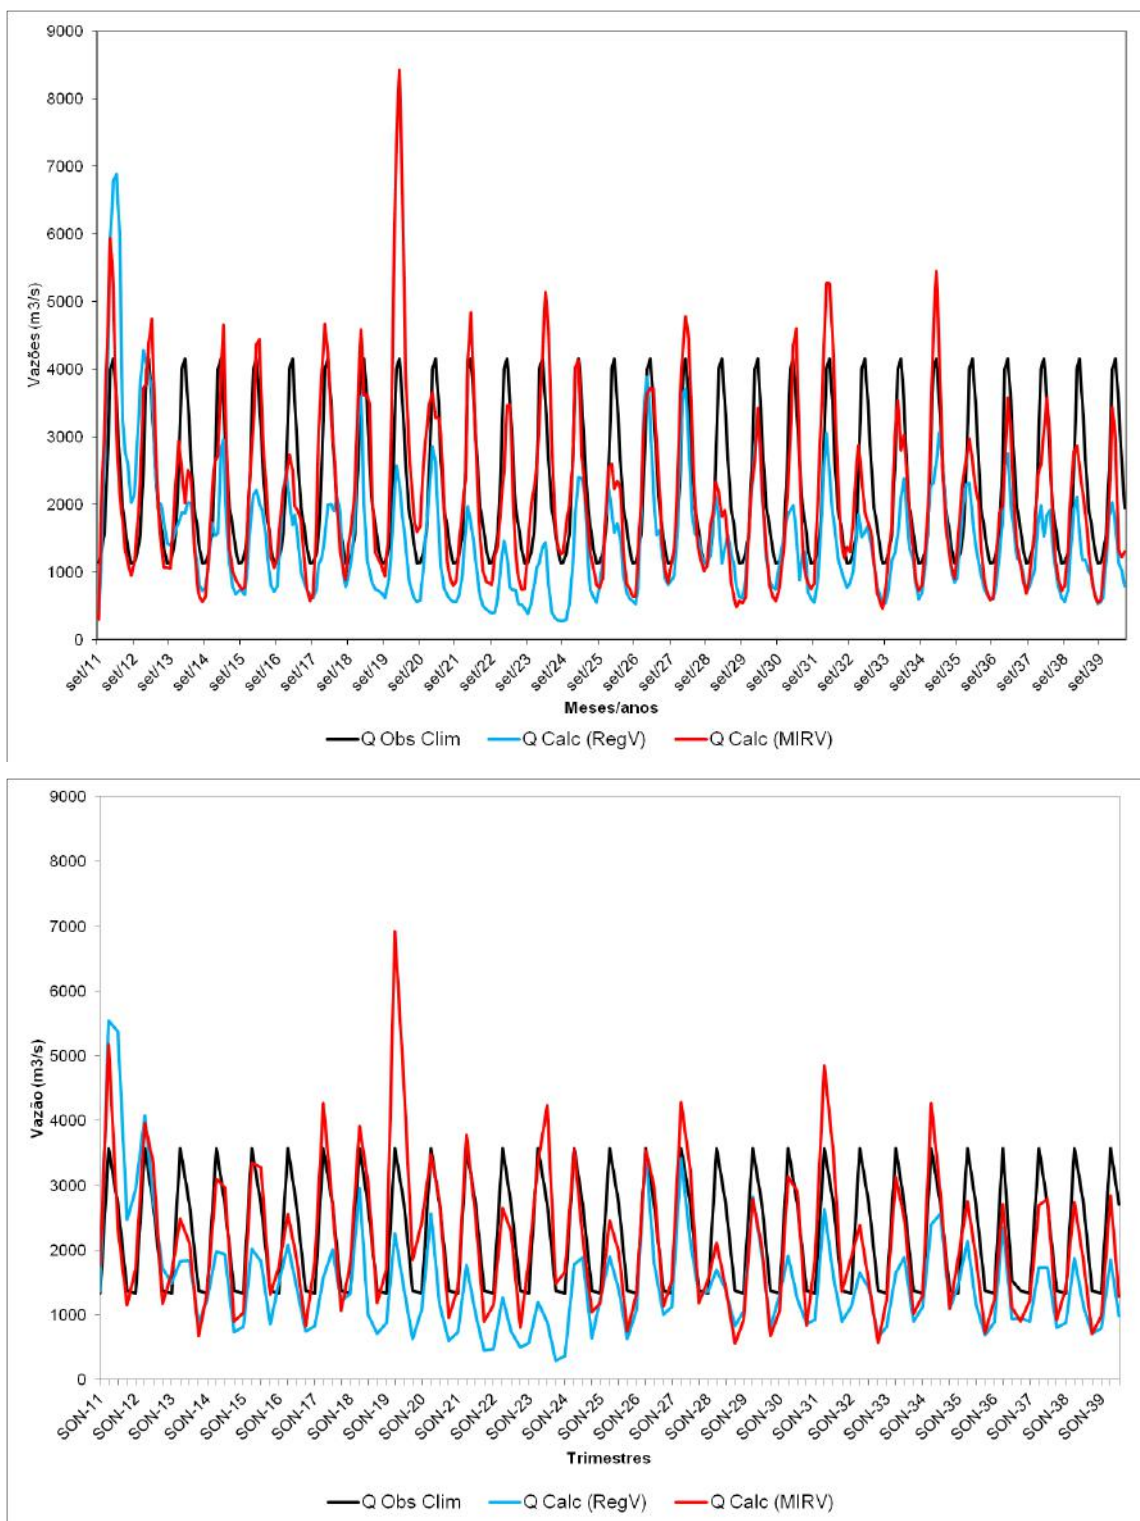 9000
8000
7000
6000
5000
4000
3000
2000
1000
0
Vazões (m3/s)
set/11
set/12
set/13
set/14
set/15
set/16
set/17
set/18
set/19
set/20
set/21
set/22
set/23
set/24
set/25
set/26
set/27
set/28
set/29
set/30
set/31
set/32
set/33
set/34
set/35
set/36
set/37
set/38
set/39
Meses/anos
Q Obs Clim Q Calc (RegV) Q Calc (MIRV)
9000
8000
7000
6000
5000
4000
3000
2000
1000
0
Vazão (m3/s)
SON-11
SON-12
SON-13
SON-14
SON-15
SON-16
SON-17
SON-18
SON-19
SON-20
SON-21
SON-22
SON-23
SON-24
SON-25
SON-26
SON-27
SON-28
SON-29
SON-30
SON-31
SON-32
SON-33
SON-34
SON-35
SON-36
SON-37
SON-38
SON-39
Trimestres
Q Obs Clim Q Calc (RegV) Q Calc (MIRV)